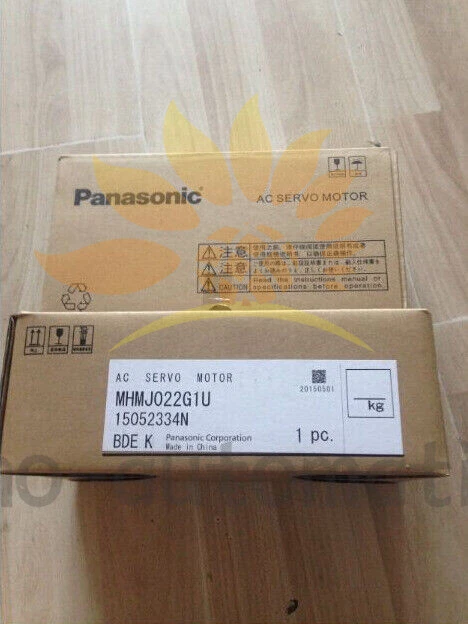 Panasonic
AC SERVO MOTOR
注意
注意
CAUTION
Read the instructions manual or
specifications before operation.
AC SERVO MOTOR
MHMJ022G1U
20150501
15052334N
kg
BDE K Panasonic Corporation
Made in China
1 pc.